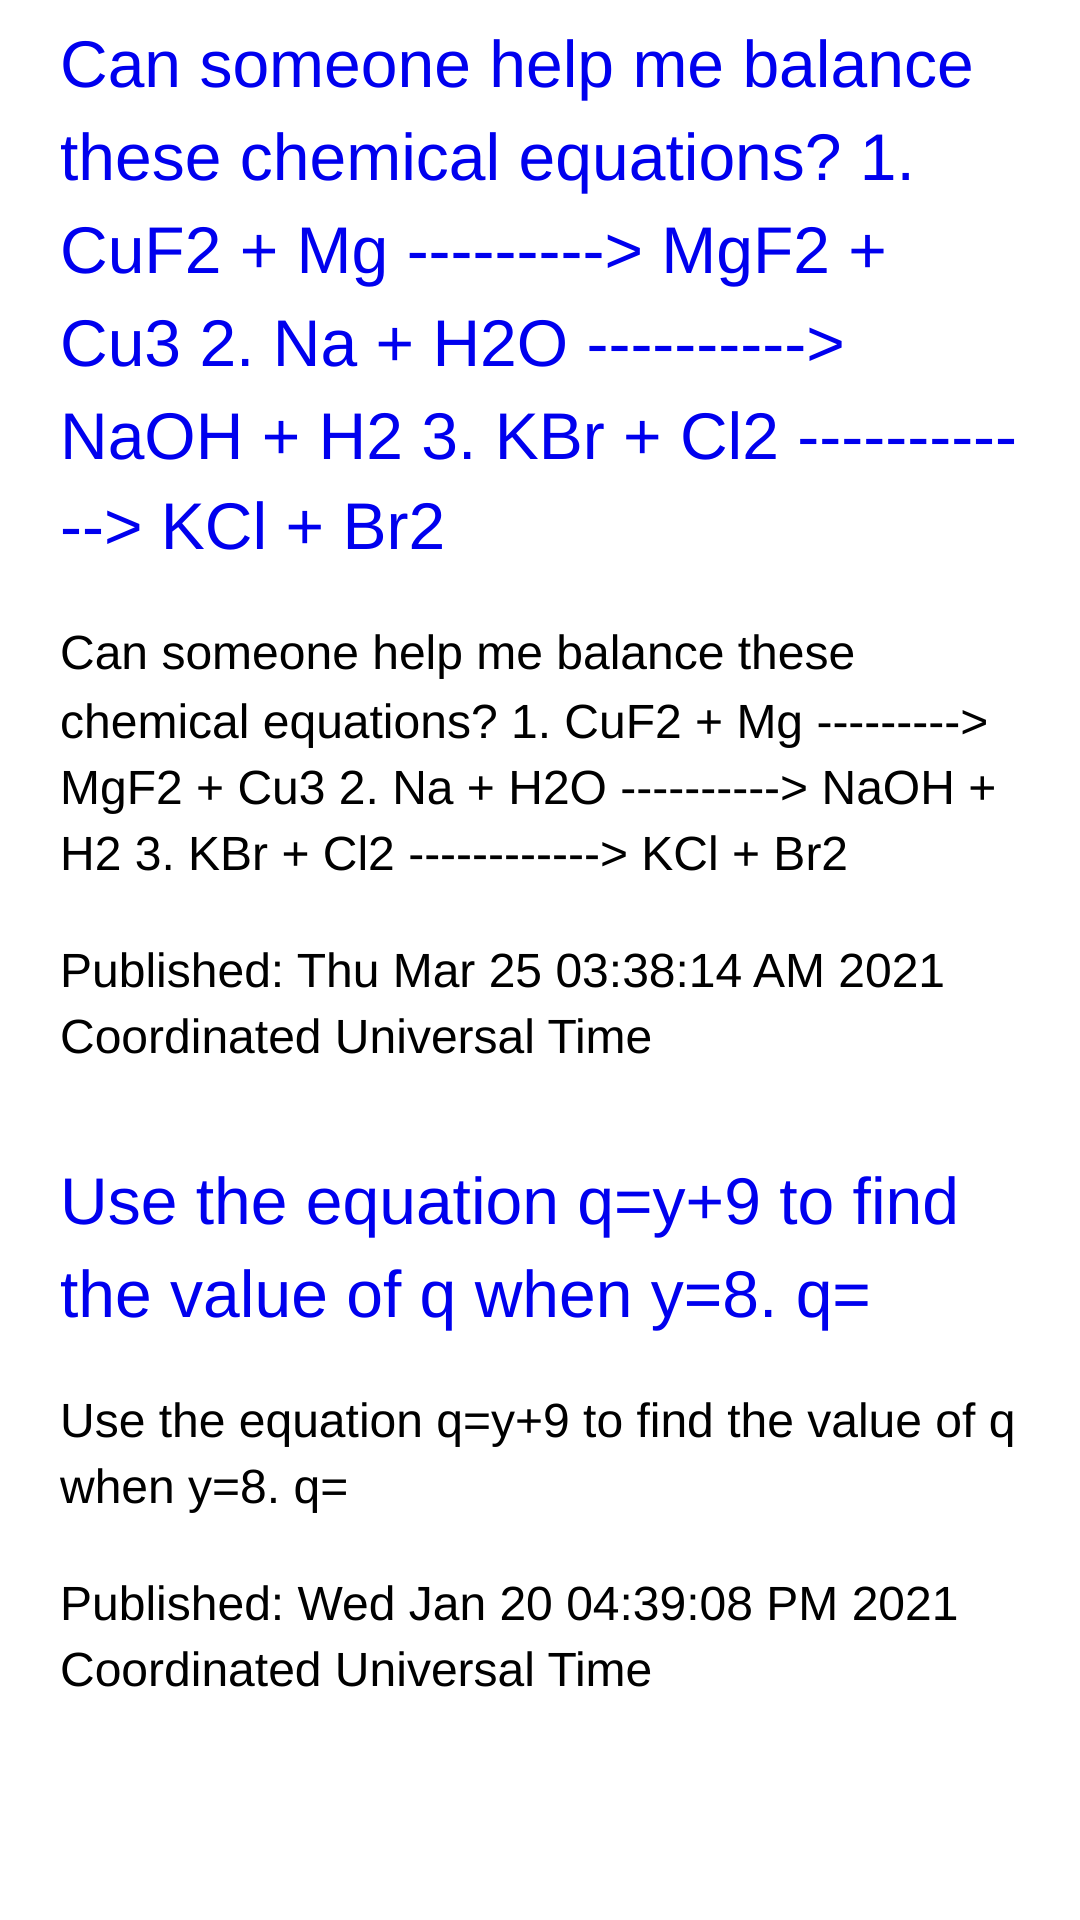 Can someone help me balance
these chemical equations? 1.
CuF2 + Mg ---------> MgF2 +
Cu3 2. Na + H2O ---------->
NaOH + H2 3. KBr + Cl2 ----------
--> KCl + Br2
Can someone help me balance these
chemical equations? 1. CuF2 + Mg --------->
MgF2 + Cu3 2. Na + H2O ----------> NaOH +
H2 3. KBr + Cl2 ------------> KCl + Br2
Published: Thu Mar 25 03:38:14 AM 2021
Coordinated Universal Time
Use the equation q=y+9 to find
the value of q when y=8. q=
Use the equation q=y+9 to find the value of q
when y=8. q=
Published: Wed Jan 20 04:39:08 PM 2021
Coordinated Universal Time